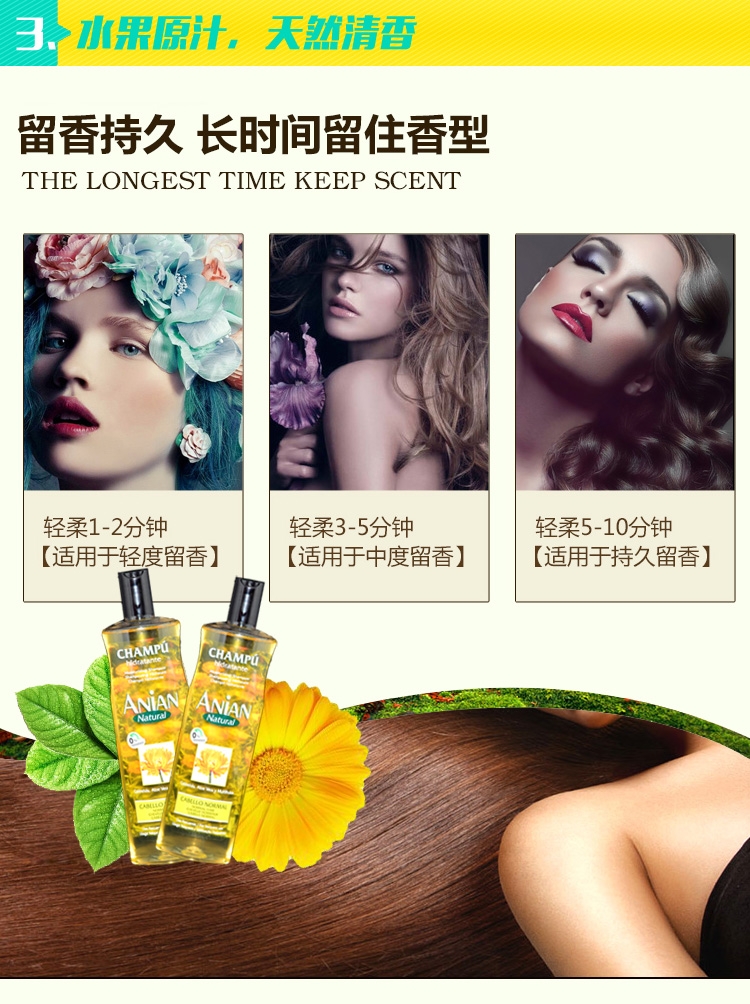 3. 水果原汁，天然清香
留香持久 长时间留住香型
THE LONGEST TIME KEEP SCENT
轻柔1-2分钟
【适用于轻度留香】
轻柔3-5分钟
【适用于中度留香】
轻柔5-10分钟
【适用于持久留香】
CHAMPÚ
hidratante
ANIAN
Natural
CABELLO NORMAL
CHAMPÚ
hidratante
ANIAN
Natural
CABELLO NORMAL